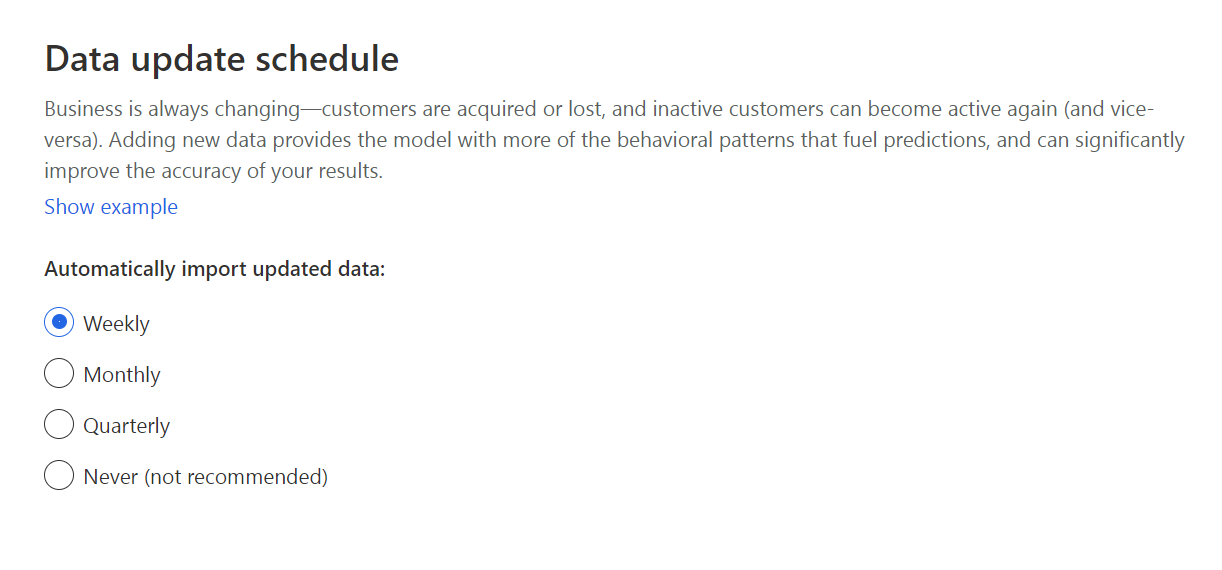 Data update schedule
Business is always changing—customers are acquired or lost, and inactive customers can become active again (and vice-
versa). Adding new data provides the model with more of the behavioral patterns that fuel predictions, and can significantly
improve the accuracy of your results.
Show example
Automatically import updated data:
Weekly
Monthly
Quarterly
Never (not recommended)